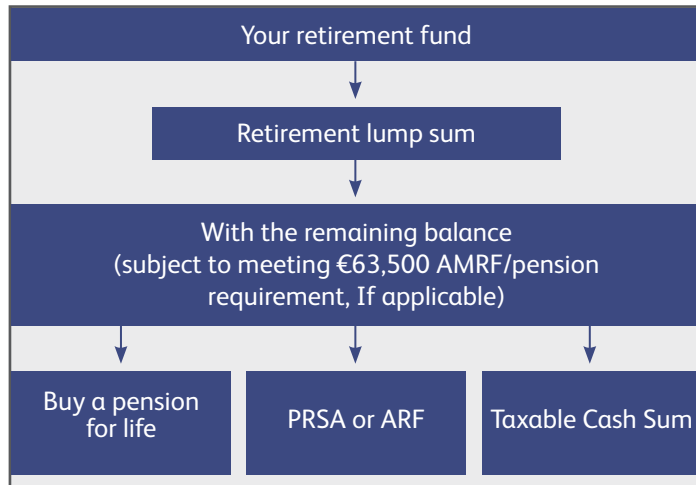 Your retirement fund
Retirement lump sum
With the remaining balance
(subject to meeting €63,500 AMRF/pension
requirement, If applicable)
Buy a pension
for life
PRSA or ARF
Taxable Cash Sum